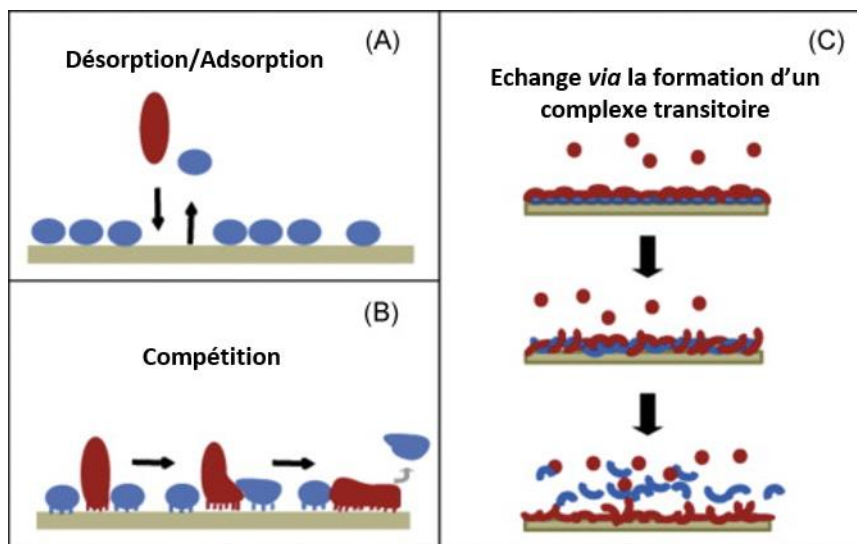 (A)
Désorption/Adsorption
(B)
Compétition
(C)
Echange via la formation d’un
complexe transitoire